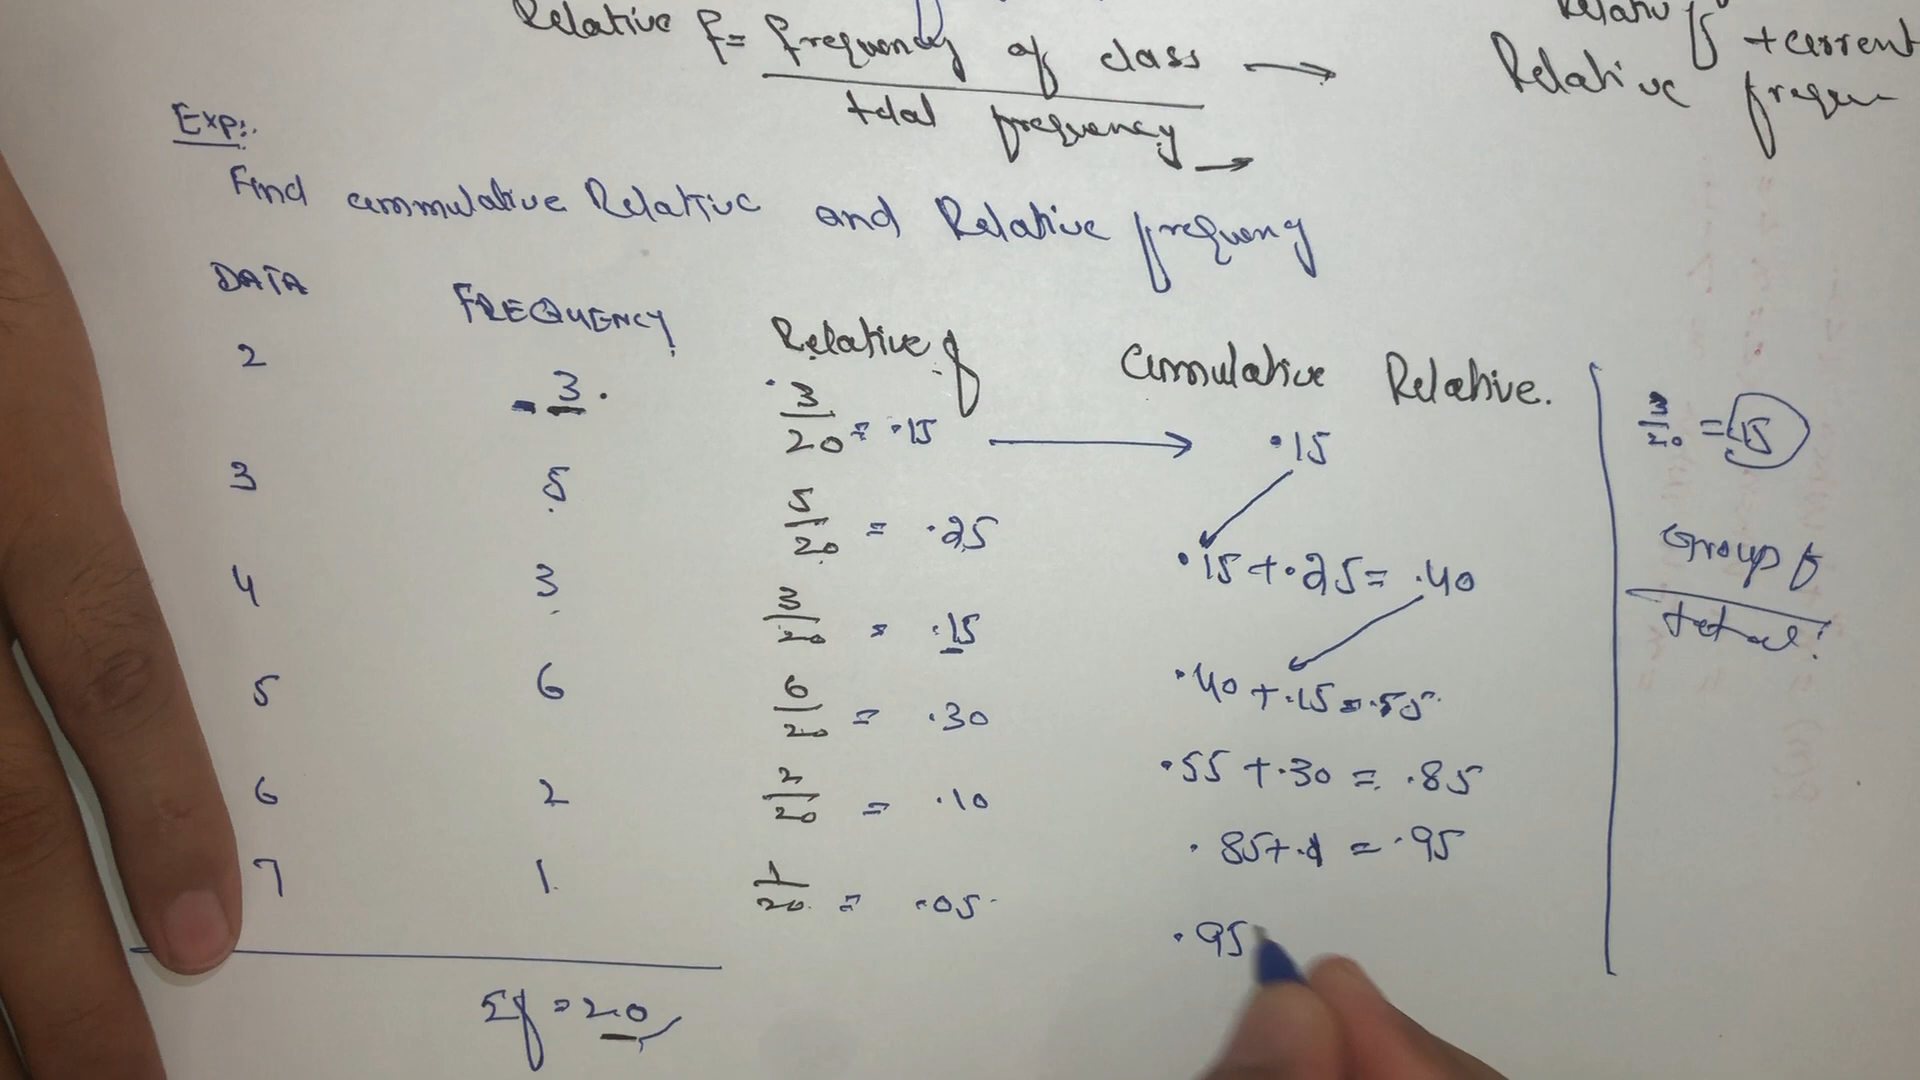 Relative f = frequency of class → Relative
total frequency → + current
Relative freque
Exp:
Find cummulative Relative and Relative frequency
DATA FREQUENCY Relative f Cumulative Relative.
2 3 3/20 = .15 → .15
3 5 5/20 = .25 .15+.25= .40
4 3 3/20 = .15 .40+.15=.55
5 6 6/20 = .30 .55+.30 = .85
6 2 2/20 = .10 .85+.1 = .95
7 1 1/20 = .05 .95
Σf = 20
3/20 = .15
Group f
total